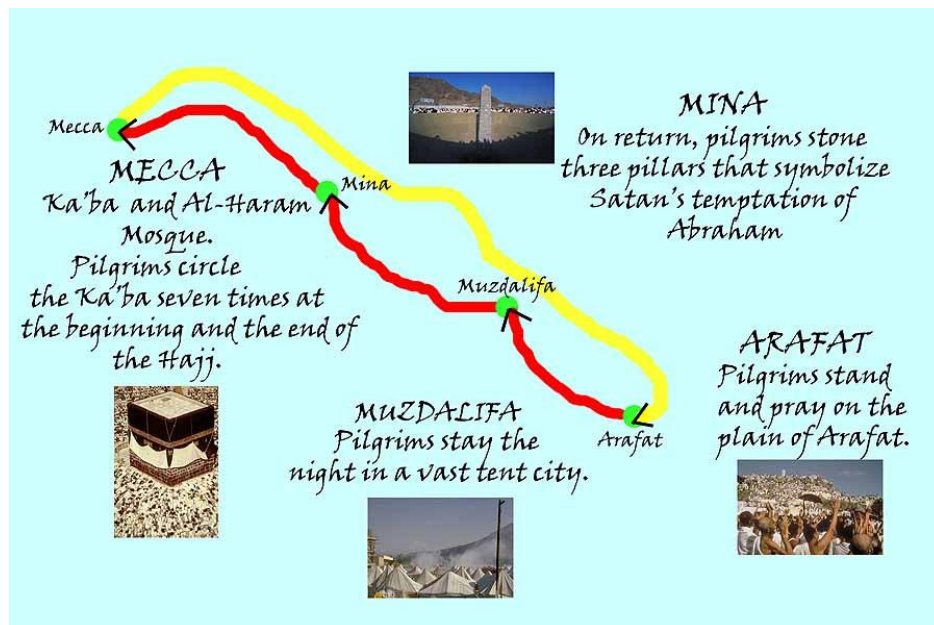 Mecca
MECCA
Ka'ba and Al-Haram
Mosque.
Pilgrims circle
the Ka'ba seven times at
the beginning and the end of
the Hajj.
Mina
MINA
On return, pilgrims stone
three pillars that symbolize
Satan's temptation of
Abraham
Muzdalifa
MUZDALIFA
Pilgrims stay the
night in a vast tent city.
Arafat
ARAFAT
Pilgrims stand
and pray on the
plain of Arafat.